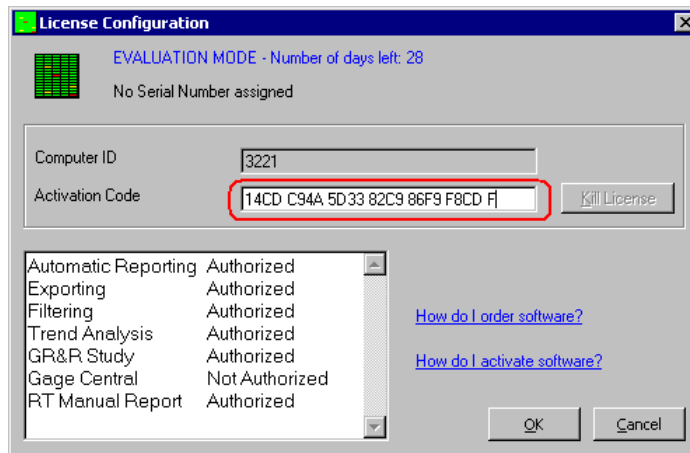 License Configuration
EVALUATION MODE - Number of days left: 28
No Serial Number assigned
Computer ID 3221
Activation Code 14CD C94A 5D33 82C9 86F9 F8CD F Kill License
Automatic Reporting Authorized
Exporting Authorized
Filtering Authorized
Trend Analysis Authorized
GR&R Study Authorized
Gage Central Not Authorized
RT Manual Report Authorized
How do I order software?
How do I activate software?
OK Cancel